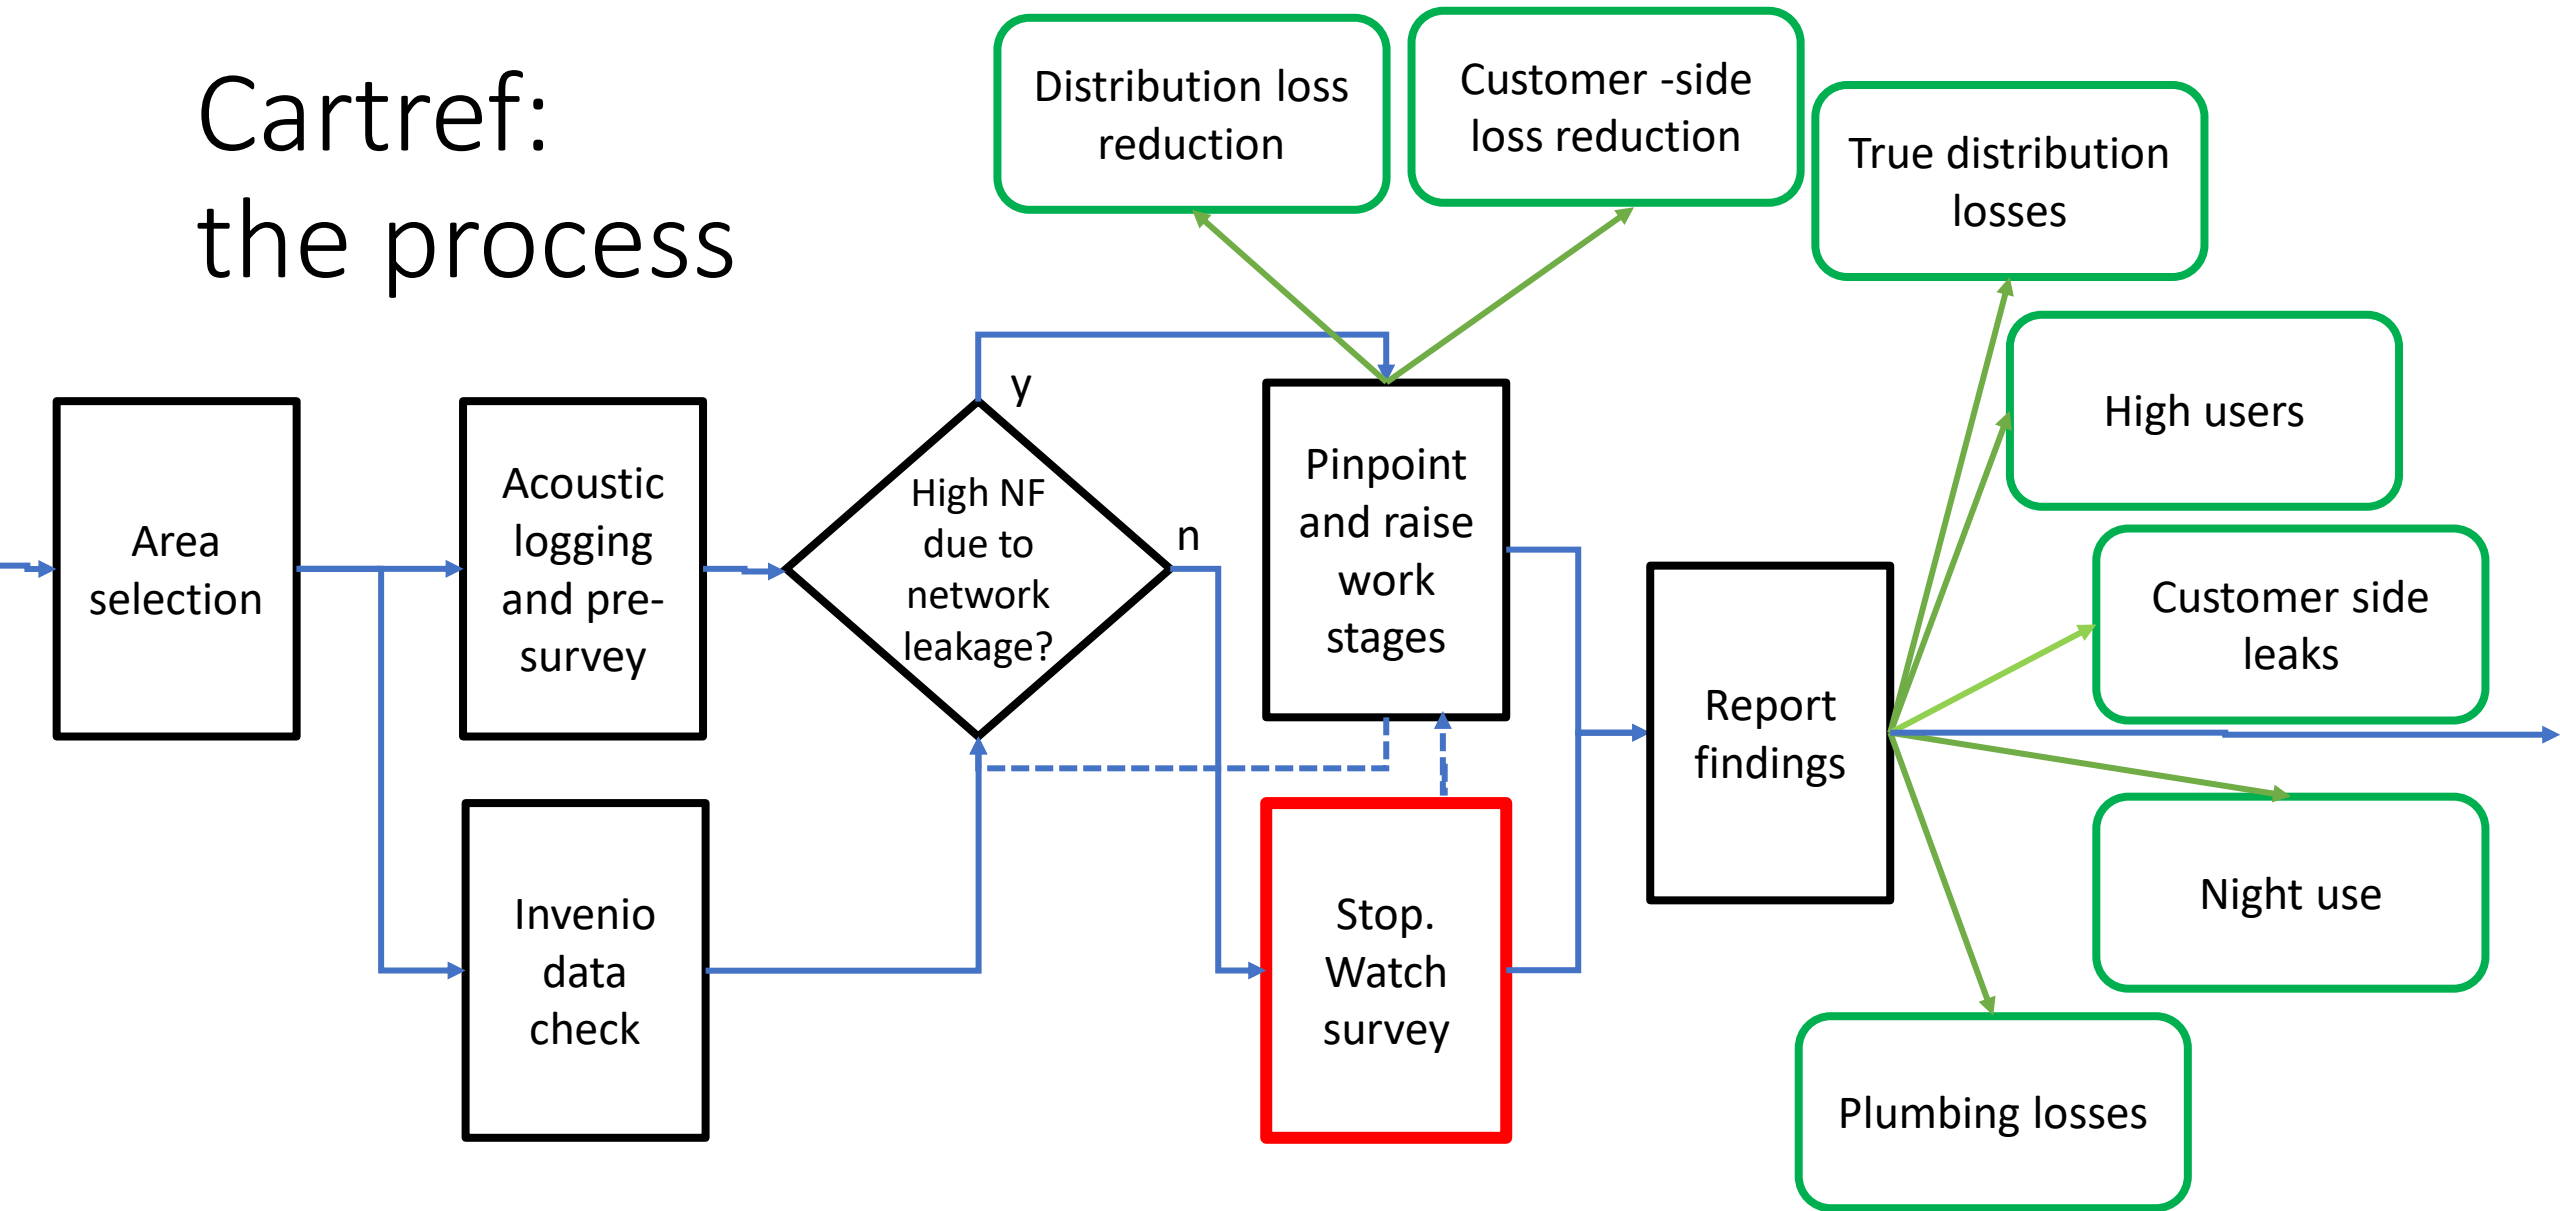 Cartref:
the process
Distribution loss
reduction
Customer -side
loss reduction
True distribution
losses
High users
Customer side
leaks
Night use
Plumbing losses
Area
selection
Acoustic
logging
and pre-
survey
Invenio
data
check
High NF
due to
network
leakage?
y
n
Pinpoint
and raise
work
stages
Stop.
Watch
survey
Report
findings